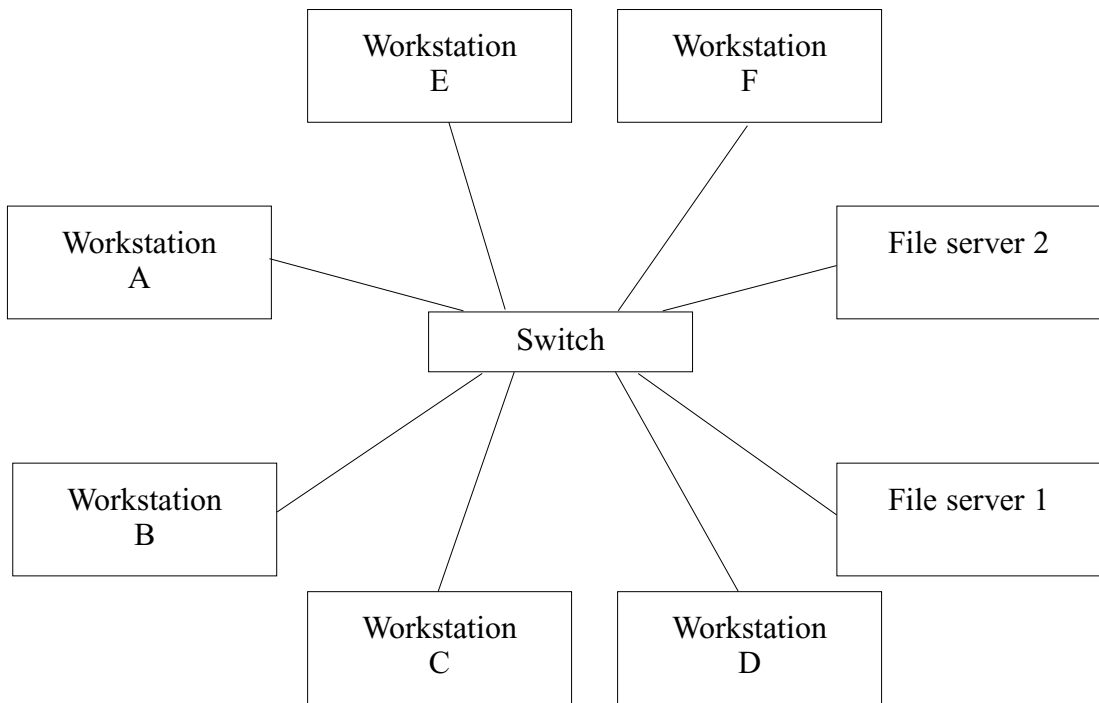 Workstation
E
Workstation
F
Workstation
A
File server 2
Switch
Workstation
B
File server 1
Workstation
C
Workstation
D